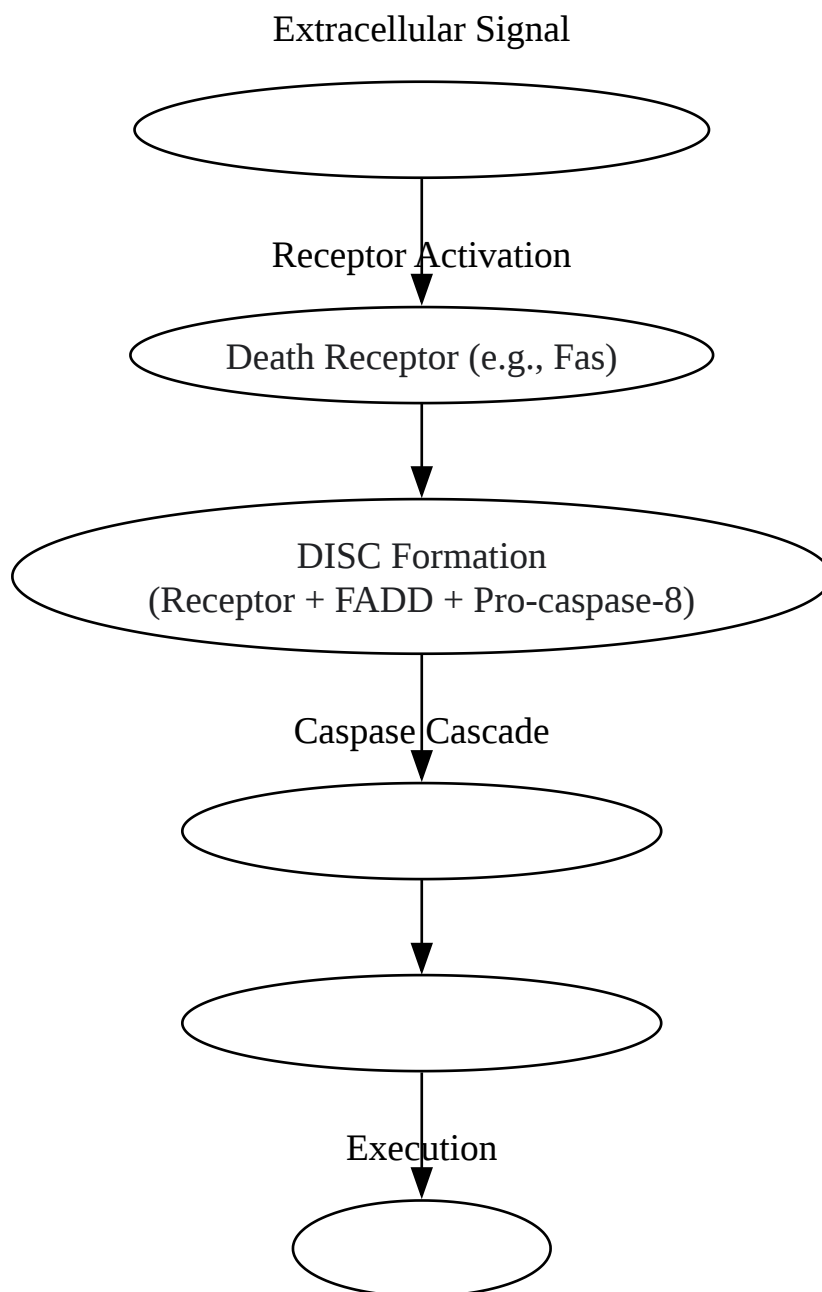 Extracellular Signal
Receptor Activation
Death Receptor (e.g., Fas)
DISC Formation
(Receptor + FADD + Pro-caspase-8)
Caspase Cascade
Execution